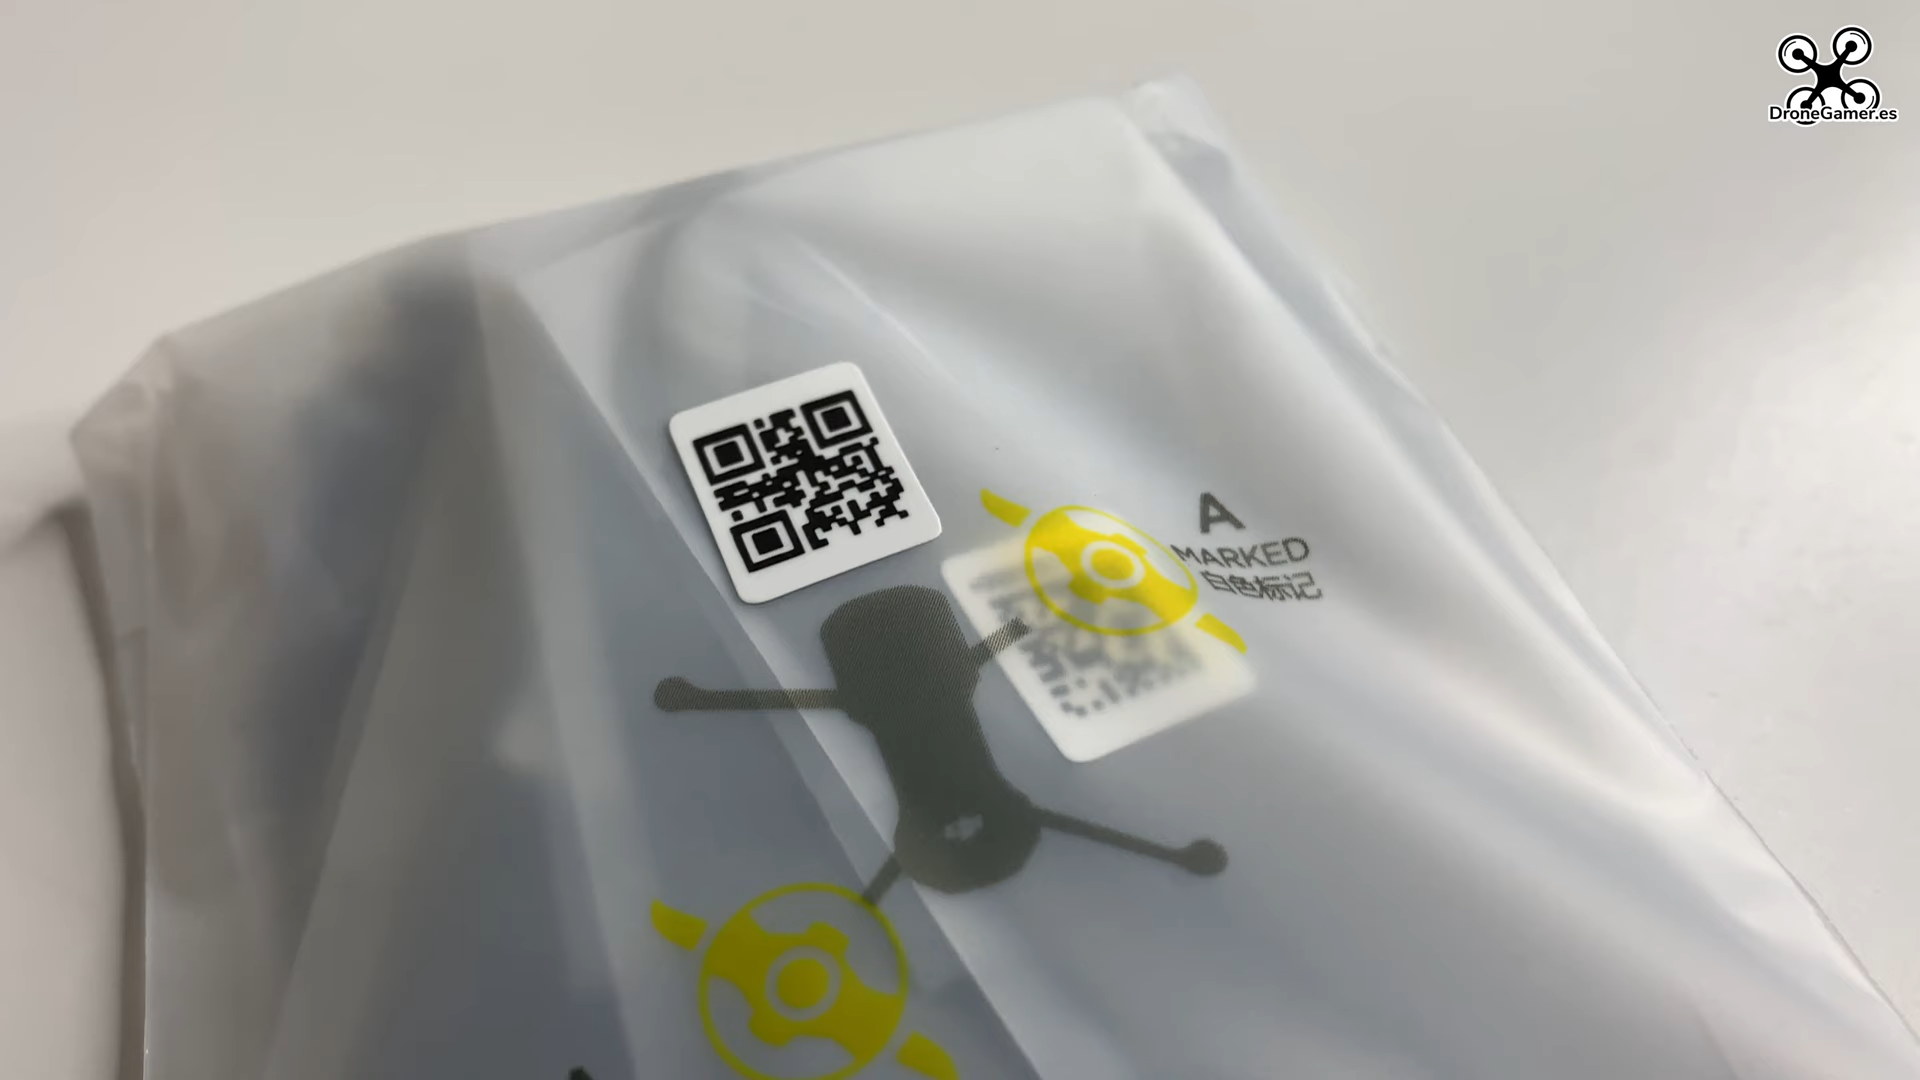 DroneGamer.es
A
MARKED
白色标记